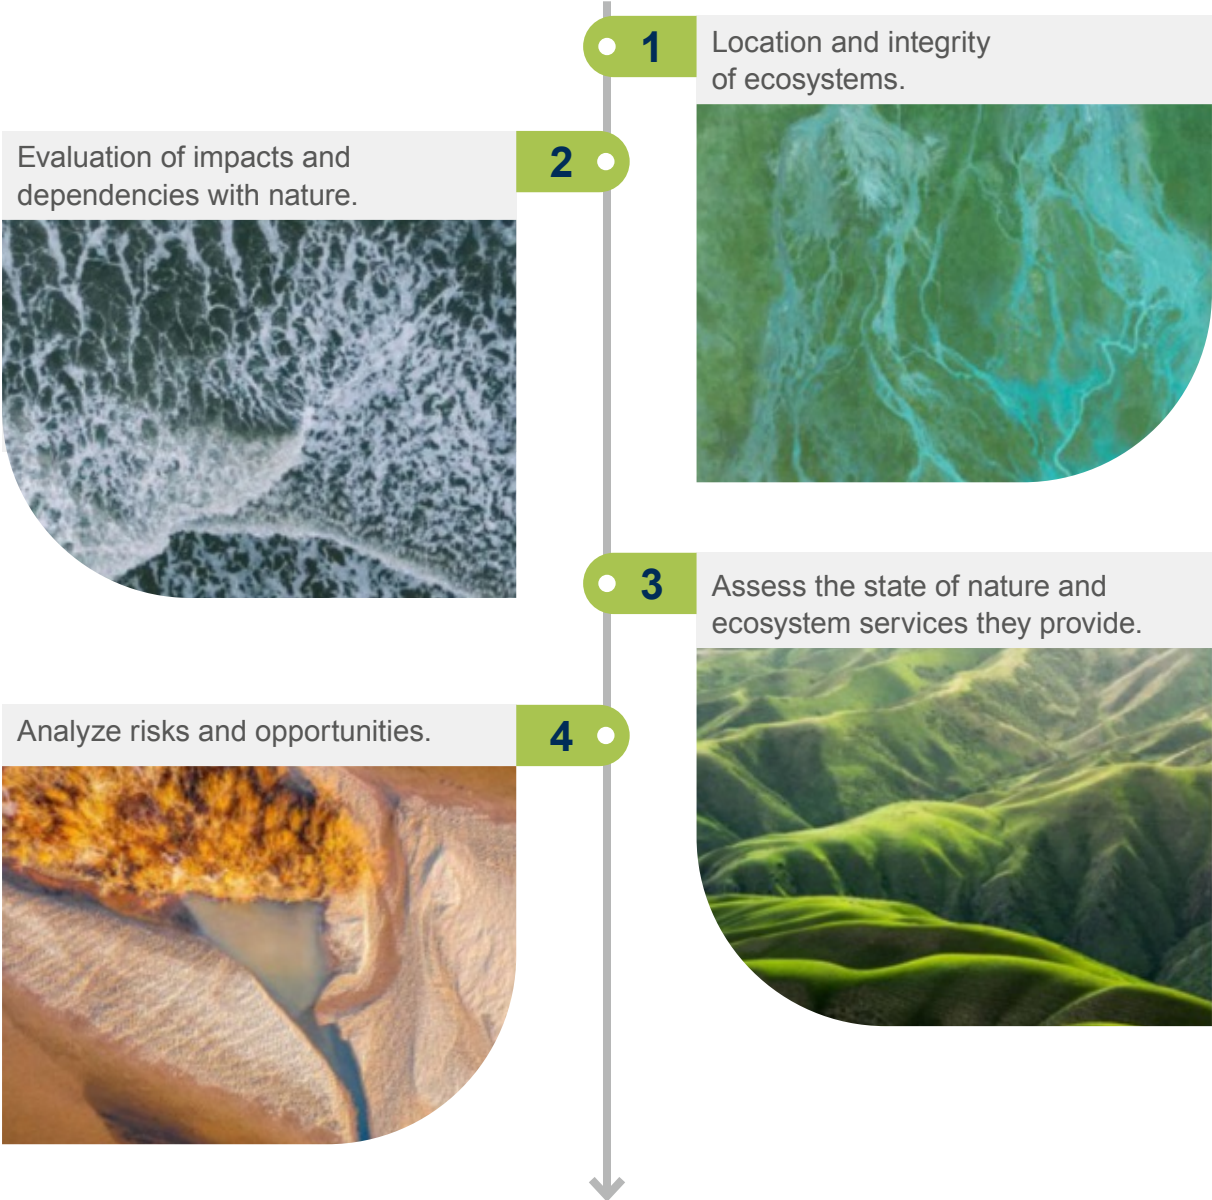 1
Location and integrity
of ecosystems.
2
Evaluation of impacts and
dependencies with nature.
3
Assess the state of nature and
ecosystem services they provide.
4
Analyze risks and opportunities.